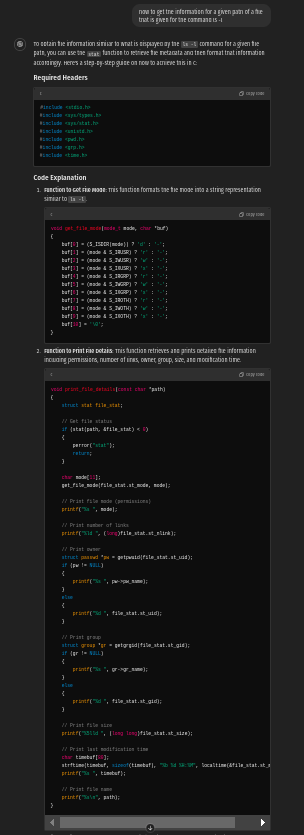 how to get the information for a given path of a file
that is given for the command ls -l
To obtain file information similar to what is displayed by the ls -l command for a given file
path, you can use the stat function to retrieve file metadata and then format that information
accordingly. Here's a step-by-step guide on how to achieve this in C:
Required Headers
c Copy code
#include <stdio.h>
#include <sys/types.h>
#include <sys/stat.h>
#include <unistd.h>
#include <pwd.h>
#include <grp.h>
#include <time.h>
Code Explanation
1. Function to Get File Mode: This function formats the file mode into a string representation
similar to ls -l.
c Copy code
void get_file_mode(mode_t mode, char *buf)
{
buf[0] = (S_ISDIR(mode)) ? 'd' : '-';
buf[1] = (mode & S_IRUSR) ? 'r' : '-';
buf[2] = (mode & S_IWUSR) ? 'w' : '-';
buf[3] = (mode & S_IXUSR) ? 'x' : '-';
buf[4] = (mode & S_IRGRP) ? 'r' : '-';
buf[5] = (mode & S_IWGRP) ? 'w' : '-';
buf[6] = (mode & S_IXGRP) ? 'x' : '-';
buf[7] = (mode & S_IROTH) ? 'r' : '-';
buf[8] = (mode & S_IWOTH) ? 'w' : '-';
buf[9] = (mode & S_IXOTH) ? 'x' : '-';
buf[10] = '\0';
}
2. Function to Print File Details: This function retrieves and prints detailed file information
including permissions, number of links, owner, group, size, and modification time.
c Copy code
void print_file_details(const char *path)
{
struct stat file_stat;
// Get file status
if (stat(path, &file_stat) < 0)
{
perror("stat");
return;
}
char mode[11];
get_file_mode(file_stat.st_mode, mode);
// Print file mode (permissions)
printf("%s ", mode);
// Print number of links
printf("%ld ", (long)file_stat.st_nlink);
// Print owner
struct passwd *pw = getpwuid(file_stat.st_uid);
if (pw != NULL)
{
printf("%s ", pw->pw_name);
}
else
{
printf("%d ", file_stat.st_uid);
}
// Print group
struct group *gr = getgrgid(file_stat.st_gid);
if (gr != NULL)
{
printf("%s ", gr->gr_name);
}
else
{
printf("%d ", file_stat.st_gid);
}
// Print file size
printf("%5lld ", (long long)file_stat.st_size);
// Print last modification time
char timebuf[80];
strftime(timebuf, sizeof(timebuf), "%b %d %H:%M", localtime(&file_stat.st_m
printf("%s ", timebuf);
// Print file name
printf("%s\n", path);
}